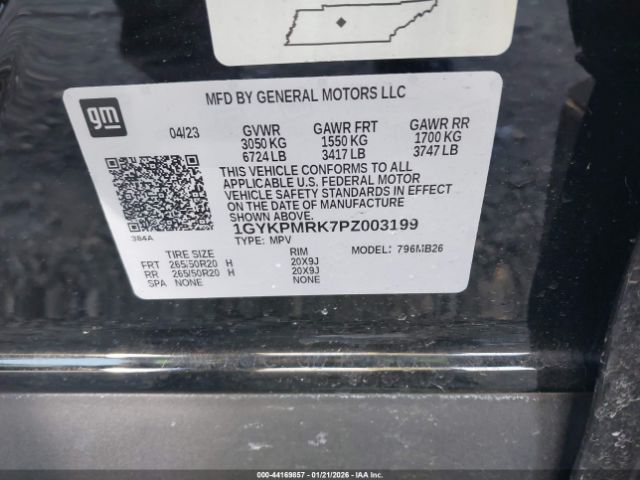 MFD BY GENERAL MOTORS LLC
gm
04/23 GVWR GAWR FRT GAWR RR
3050 KG 1550 KG 1700 KG
6724 LB 3417 LB 3747 LB
THIS VEHICLE CONFORMS TO ALL
APPLICABLE U.S. FEDERAL MOTOR
VEHICLE SAFETY STANDARDS IN EFFECT
ON THE DATE OF MANUFACTURE
SHOWN ABOVE.
384A
1GYKPMRK7PZ003199
TYPE: MPV MODEL: 796MB26
TIRE SIZE RIM
FRT 265/50R20 H 20X9J
RR 265/50R20 H 20X9J
SPA NONE NONE
000-44169857 - 01/21/2026 - IAAI.COM